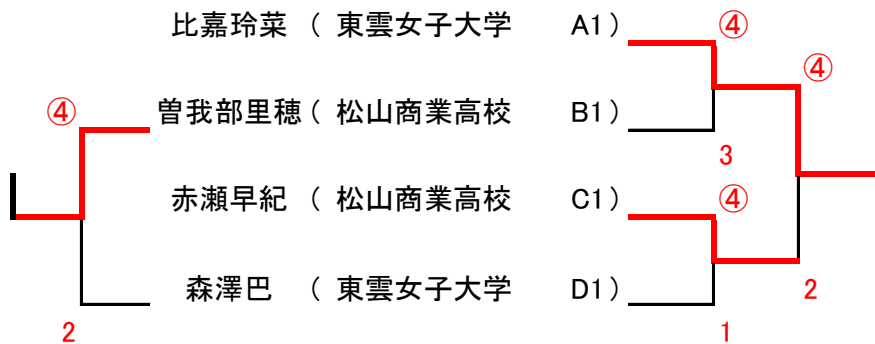 比嘉玲菜 ( 東雲女子大学 A1) ④
④
④ 曽我部里穂( 松山商業高校 B1)
3
赤瀬早紀 ( 松山商業高校 C1) ④
森澤巴 ( 東雲女子大学 D1) 2
2 1